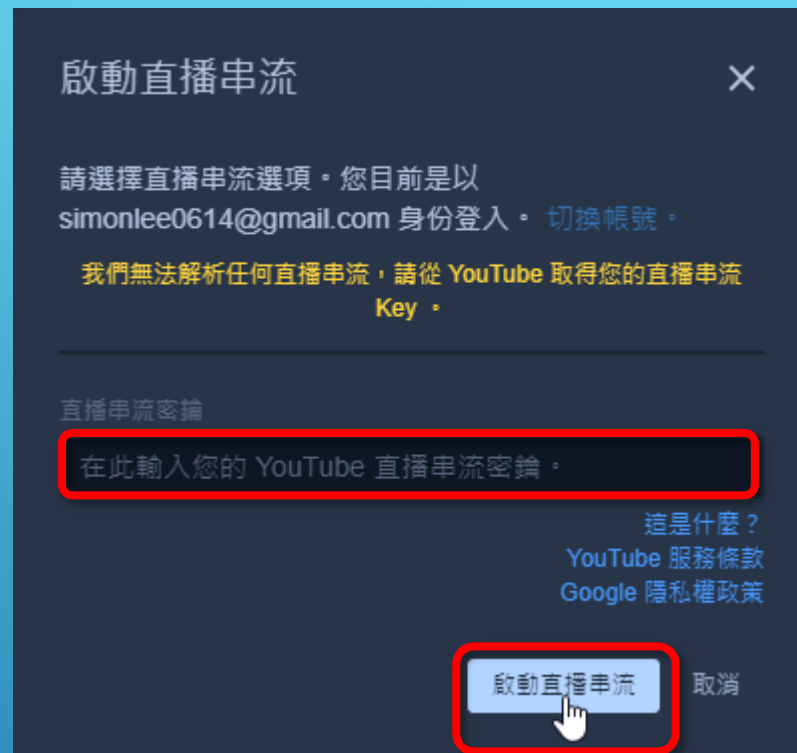 啟動直播串流
請選擇直播串流選項。您目前是以
simonlee0614@gmail.com 身份登入。 切換帳號。
我們無法解析任何直播串流，請從 YouTube 取得您的直播串流
Key 。
直播串流密鑰
在此輸入您的 YouTube 直播串流密鑰。
這是什麼？
YouTube 服務條款
Google 隱私權政策
啟動直播串流 取消